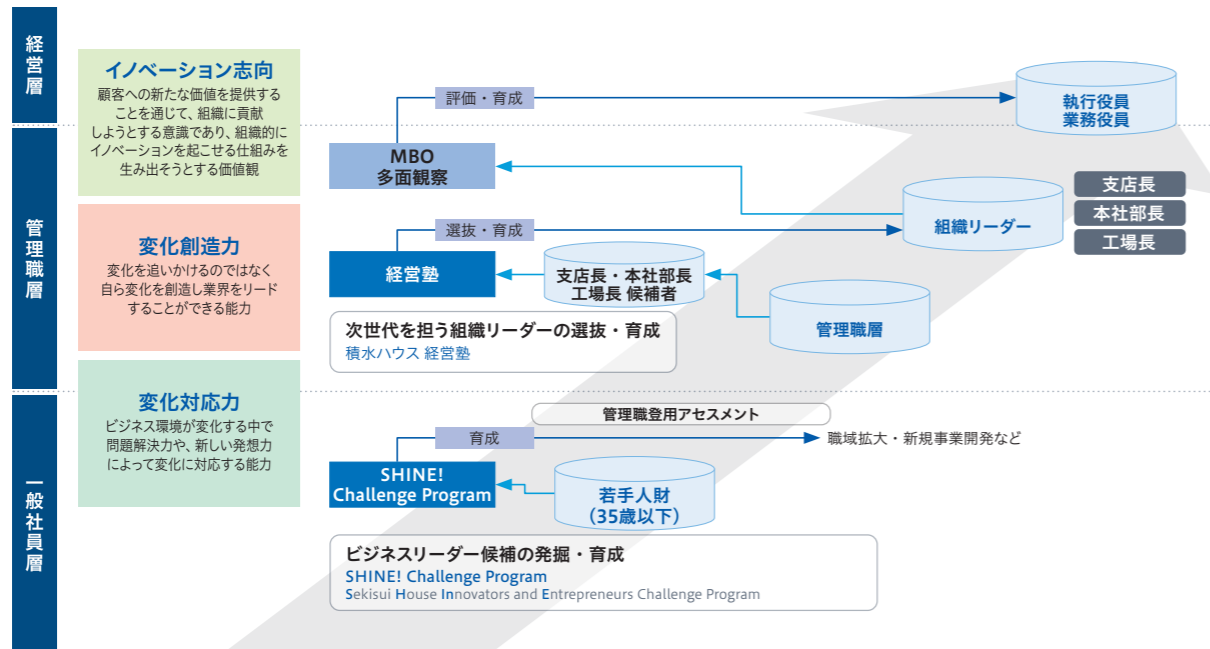 経営層
管理職層
一般社員層
イノベーション志向
顧客への新たな価値を提供する
ことを通じて、組織に貢献
しようとする意識であり、組織的に
イノベーションを起こせる仕組みを
生み出そうとする価値観
変化創造力
変化を追いかけるのではなく
自ら変化を創造し業界をリード
することができる能力
変化対応力
ビジネス環境が変化する中で
問題解決力や、新しい発想力
によって変化に対応する能力
評価・育成
執行役員
業務役員
MBO
多面観察
組織リーダー
支店長
本社部長
工場長
選抜・育成
経営塾
支店長・本社部長
工場長 候補者
管理職層
次世代を担う組織リーダーの選抜・育成
積水ハウス 経営塾
管理職登用アセスメント
育成
職域拡大・新規事業開発など
SHINE!
Challenge Program
若手人財
（35歳以下）
ビジネスリーダー候補の発掘・育成
SHINE! Challenge Program
Sekisui House Innovators and Entrepreneurs Challenge Program